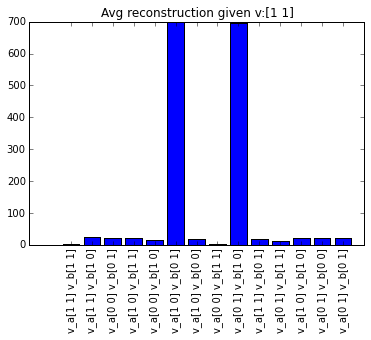 Avg reconstruction given v:[1 1]
700
600
500
400
300
200
100
0
v_a[1 1] v_b[1 1]
v_a[1 1] v_b[1 0]
v_a[0 0] v_b[1 1]
v_a[0 1] v_b[1 1]
v_a[0 0] v_b[1 0]
v_a[1 0] v_b[0 1]
v_a[1 0] v_b[0 0]
v_a[0 0] v_b[0 0]
v_a[0 1] v_b[1 0]
v_a[1 0] v_b[1 1]
v_a[1 1] v_b[0 1]
v_a[0 0] v_b[0 1]
v_a[0 1] v_b[0 0]
v_a[0 1] v_b[0 1]